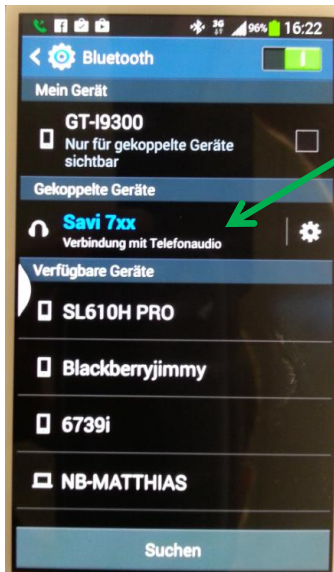 3G
96%
16:22
Bluetooth
Mein Gerät
GT-I9300
Nur für gekoppelte Geräte
sichtbar
Gekoppelte Geräte
Savi 7xx
Verbindung mit Telefonaudio
Verfügbare Geräte
SL610H PRO
Blackberryjimmy
6739i
NB-MATTHIAS
Suchen